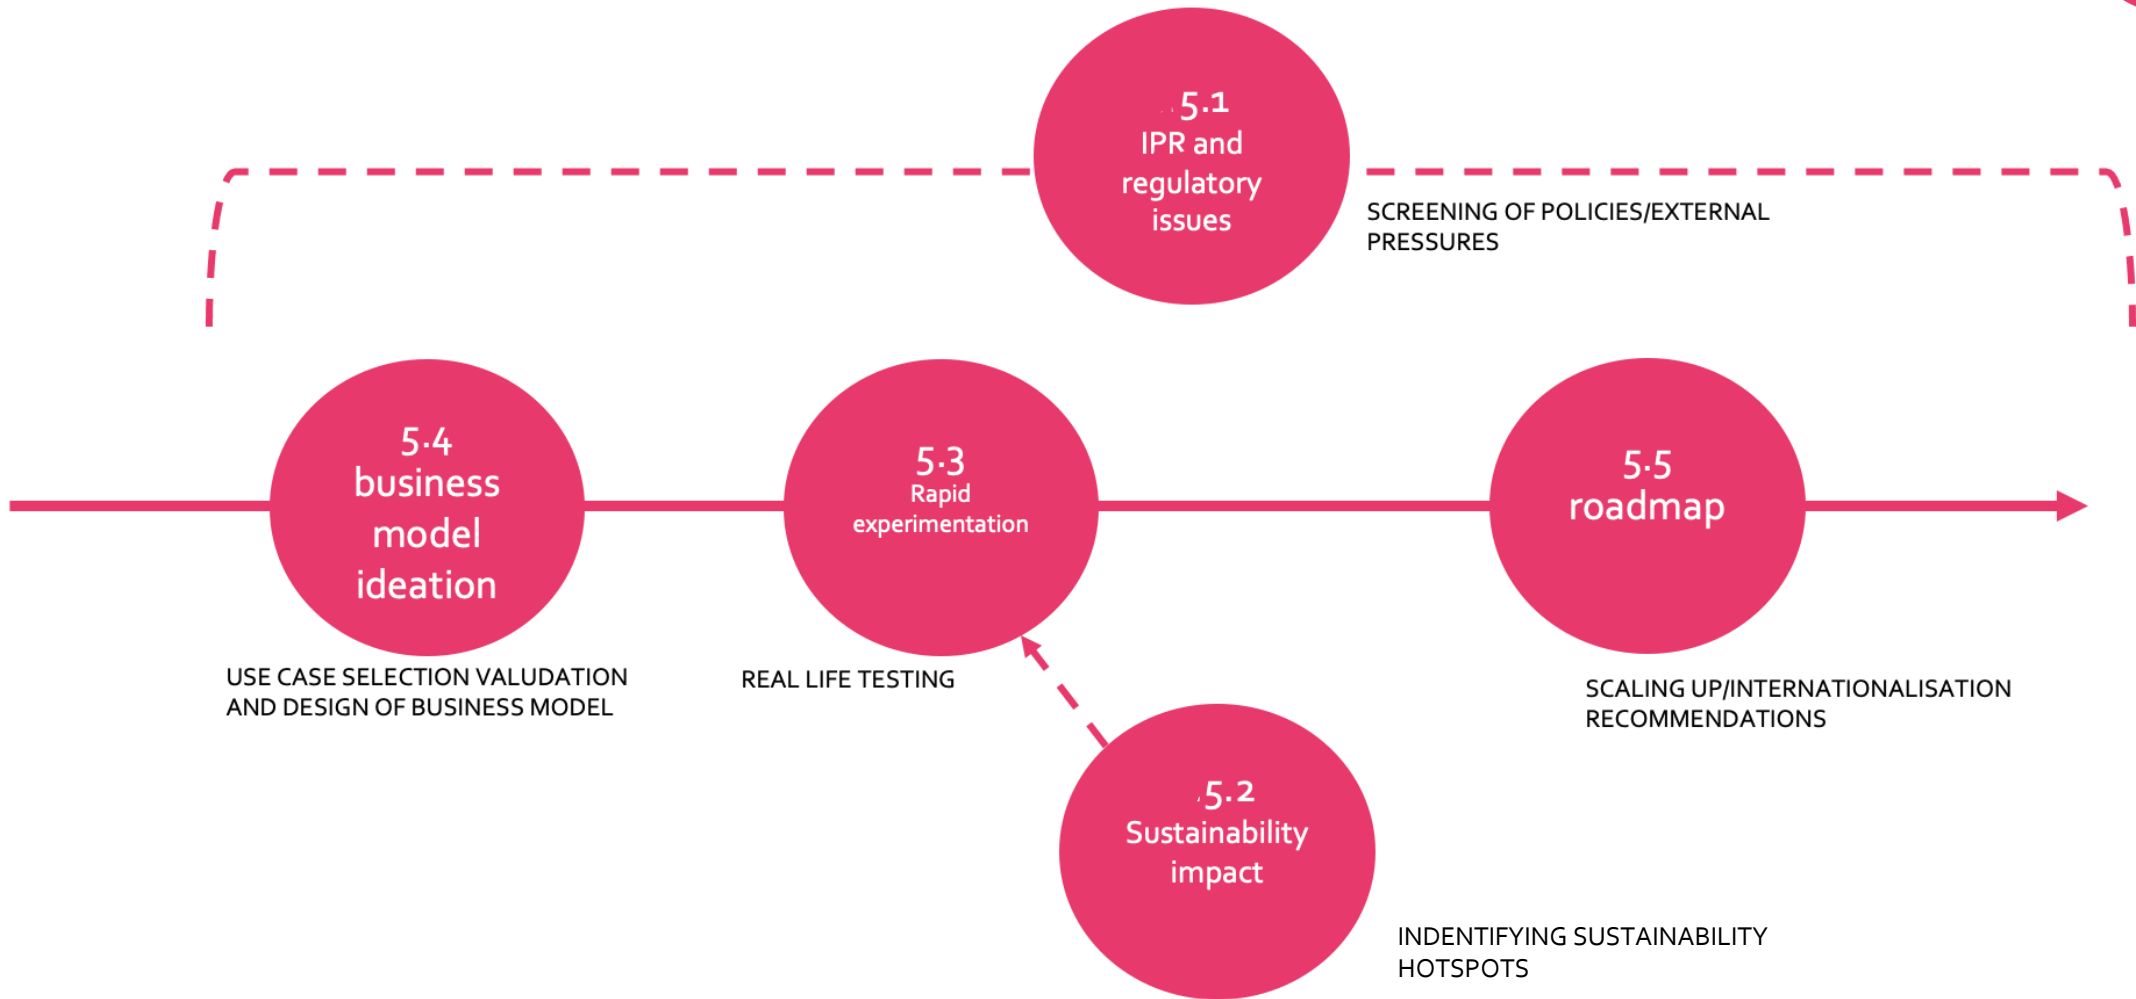 5.1
IPR and
regulatory
issues
SCREENING OF POLICIES/EXTERNAL
PRESSURES
5.4
business
model
ideation
USE CASE SELECTION VALUDATION
AND DESIGN OF BUSINESS MODEL
5.3
Rapid
experimentation
REAL LIFE TESTING
5.5
roadmap
SCALING UP/INTERNATIONALISATION
RECOMMENDATIONS
5.2
Sustainability
impact
INDENTIFYING SUSTAINABILITY
HOTSPOTS